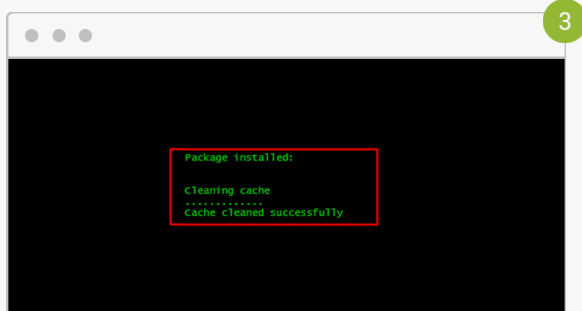 3
Package installed:
Cleaning cache
.............
Cache cleaned successfully